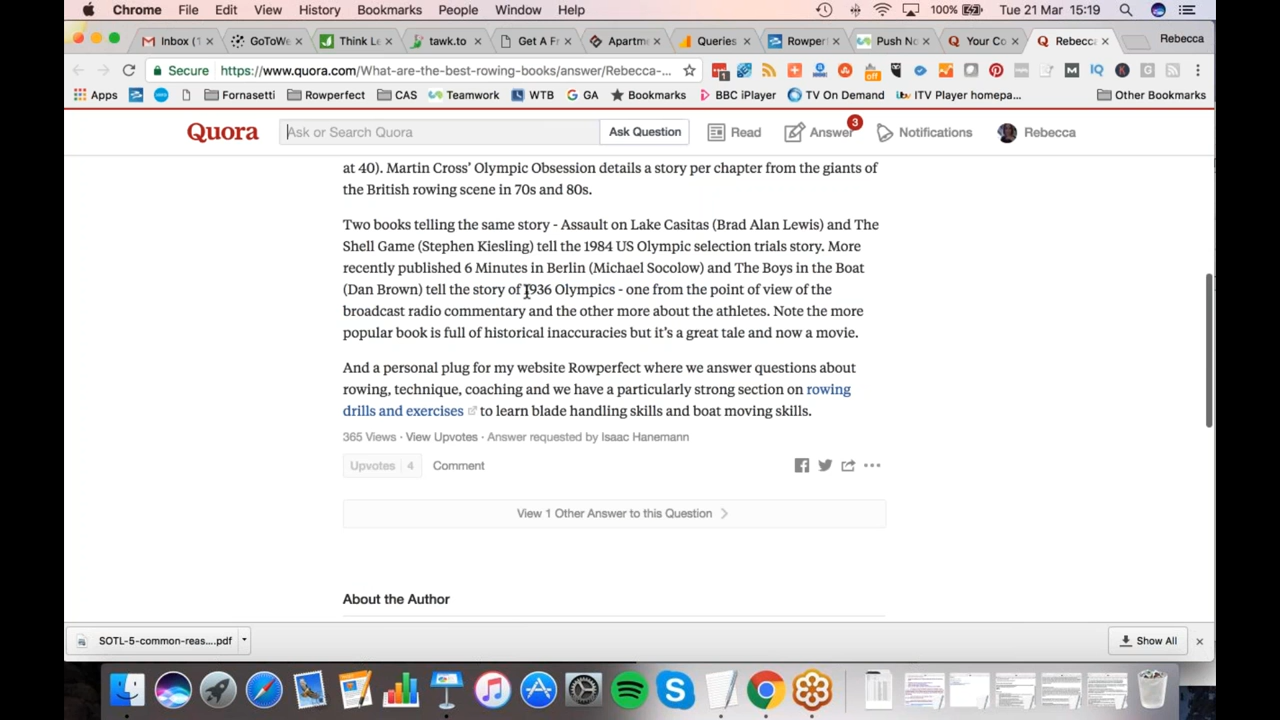 Chrome File Edit View History Bookmarks People Window Help 100% Tue 21 Mar 15:19
Inbox (1 GoToWe Think Le tawk.to Get A Fr Apartm Queries Rowper Push No Your Co Rebecc Rebecca
Secure https://www.quora.com/What-are-the-best-rowing-books/answer/Rebecca-...
Apps Fornasetti Rowperfect CAS Teamwork WTB GA Bookmarks BBC iPlayer TV On Demand ITV Player homepa... Other Bookmarks
Quora Ask or Search Quora Ask Question Read Answer 3 Notifications Rebecca
at 40). Martin Cross’ Olympic Obsession details a story per chapter from the giants of
the British rowing scene in 70s and 80s.
Two books telling the same story - Assault on Lake Casitas (Brad Alan Lewis) and The
Shell Game (Stephen Kiesling) tell the 1984 US Olympic selection trials story. More
recently published 6 Minutes in Berlin (Michael Socolow) and The Boys in the Boat
(Dan Brown) tell the story of 1936 Olympics - one from the point of view of the
broadcast radio commentary and the other more about the athletes. Note the more
popular book is full of historical inaccuracies but it’s a great tale and now a movie.
And a personal plug for my website Rowperfect where we answer questions about
rowing, technique, coaching and we have a particularly strong section on rowing
drills and exercises to learn blade handling skills and boat moving skills.
365 Views · View Upvotes · Answer requested by Isaac Hanemann
Upvotes 4 Comment
View 1 Other Answer to this Question
About the Author
SOTL-5-common-reas....pdf Show All